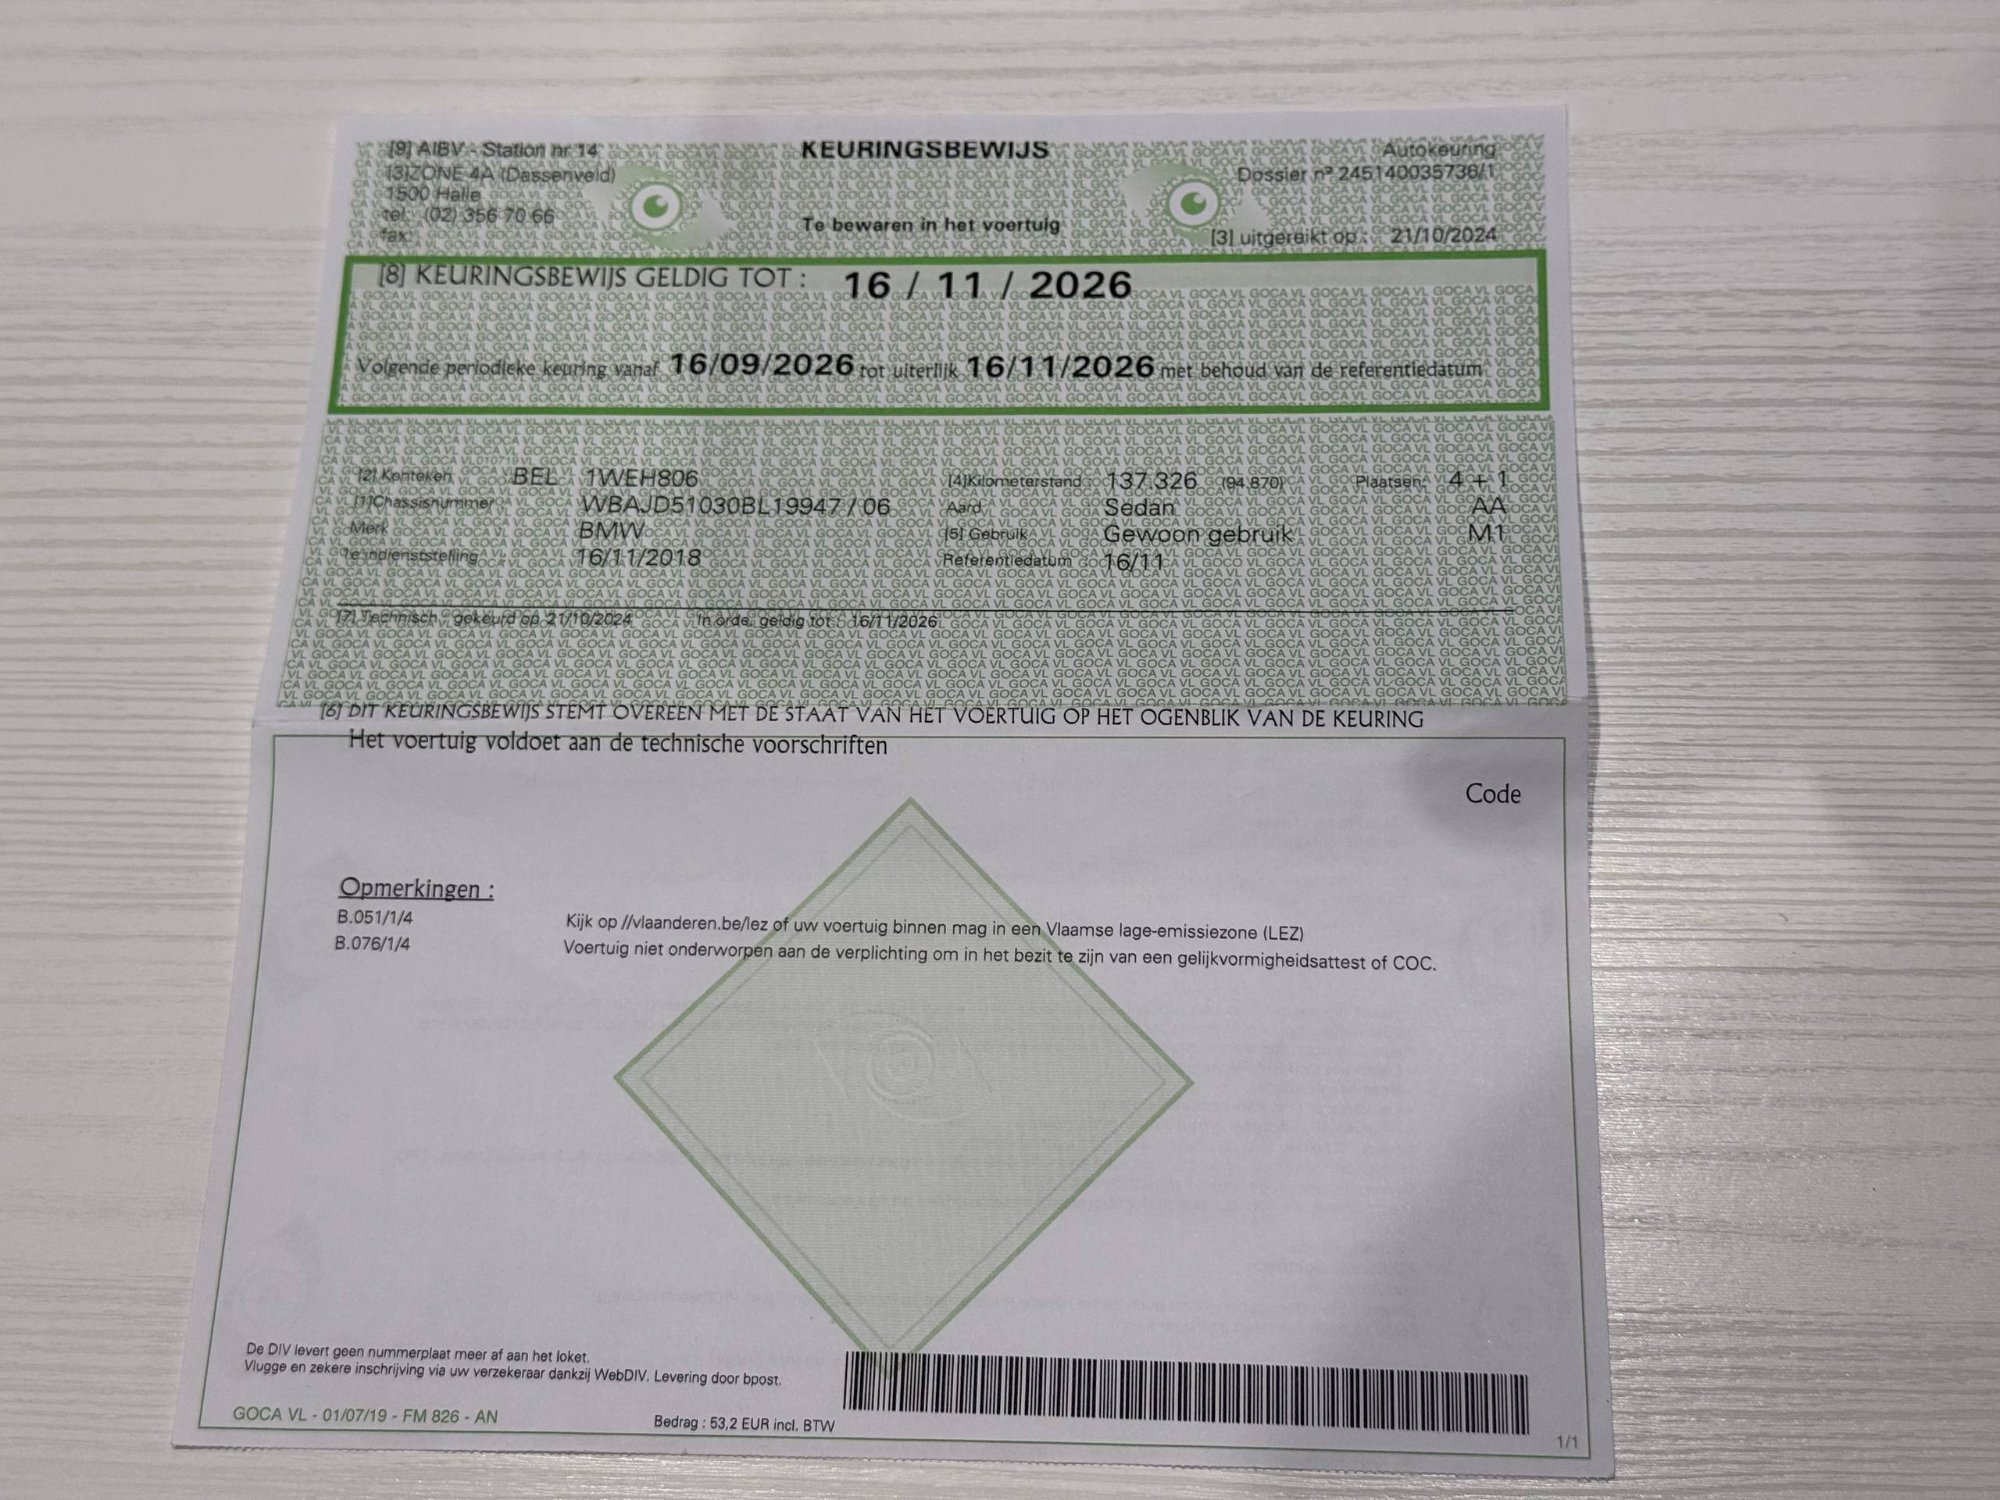 [9] AIBV - Station nr 14
[3]ZONE 4A (Dassenveld)
1500 Halle
tel: (02) 356 70 66
fax:
KEURINGSBEWIJS
Te bewaren in het voertuig
Autokeuring
Dossier nº 245140035736/1
[3] uitgereikt op : 21/10/2024
[8] KEURINGSBEWIJS GELDIG TOT : 16 / 11 / 2026
Volgende periodieke keuring vanaf 16/09/2026 tot uiterlijk 16/11/2026 met behoud van de referentiedatum
[2] Kenteken BEL 1WEH806 [4]Kilometerstand : 137.326 (94.870) Plaatsen: 4 + 1
[1]Chassisnummer WBAJD51030BL19947 / 06 Aard Sedan AA
Merk BMW [5] Gebruik Gewoon gebruik M1
1e indienststelling 16/11/2018 Referentiedatum 16/11
[7] Technisch gekeurd op 21/10/2024 In orde, geldig tot : 16/11/2026
[6] DIT KEURINGSBEWIJS STEMT OVEREEN MET DE STAAT VAN HET VOERTUIG OP HET OGENBLIK VAN DE KEURING
Het voertuig voldoet aan de technische voorschriften
Code
Opmerkingen :
B.051/1/4 Kijk op //vlaanderen.be/lez of uw voertuig binnen mag in een Vlaamse lage-emissiezone (LEZ)
B.076/1/4 Voertuig niet onderworpen aan de verplichting om in het bezit te zijn van een gelijkvormigheidsattest of COC.
De DIV levert geen nummerplaat meer af aan het loket.
Vlugge en zekere inschrijving via uw verzekeraar dankzij WebDIV. Levering door bpost.
GOCA VL - 01/07/19 - FM 826 - AN
Bedrag : 53,2 EUR incl. BTW
1/1